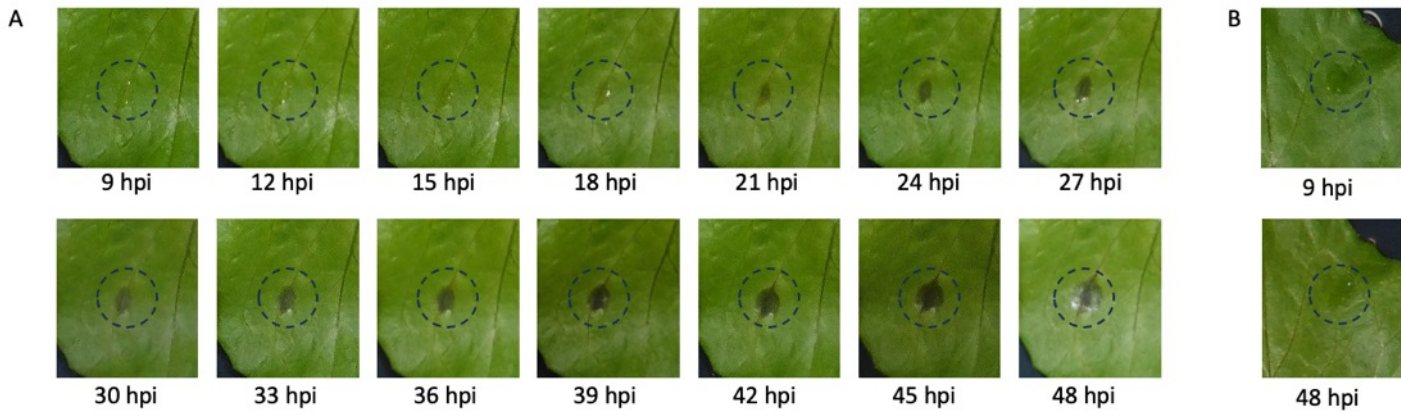 A
B
9 hpi 12 hpi 15 hpi 18 hpi 21 hpi 24 hpi 27 hpi
9 hpi
30 hpi 33 hpi 36 hpi 39 hpi 42 hpi 45 hpi 48 hpi
48 hpi